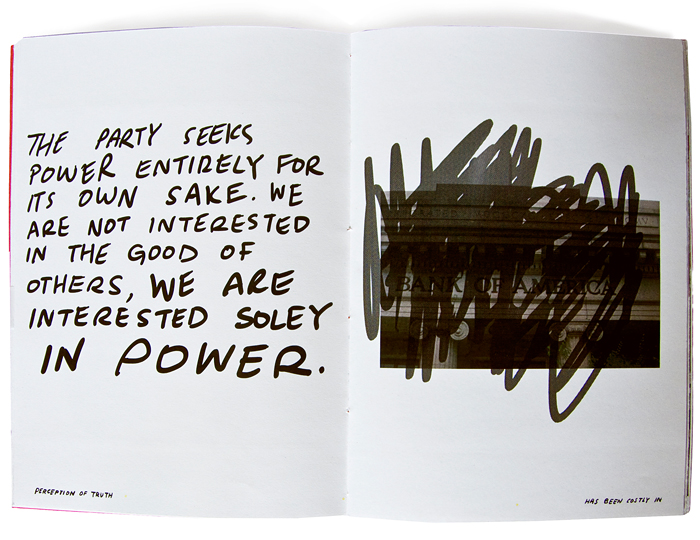 THE PARTY SEEKS
POWER ENTIRELY FOR
ITS OWN SAKE. WE
ARE NOT INTERESTED
IN THE GOOD OF
OTHERS, WE ARE
INTERESTED SOLEY
IN POWER.
PERCEPTION OF TRUTH
BANK OF AMERICA
HAS BEEN COSTLY IN